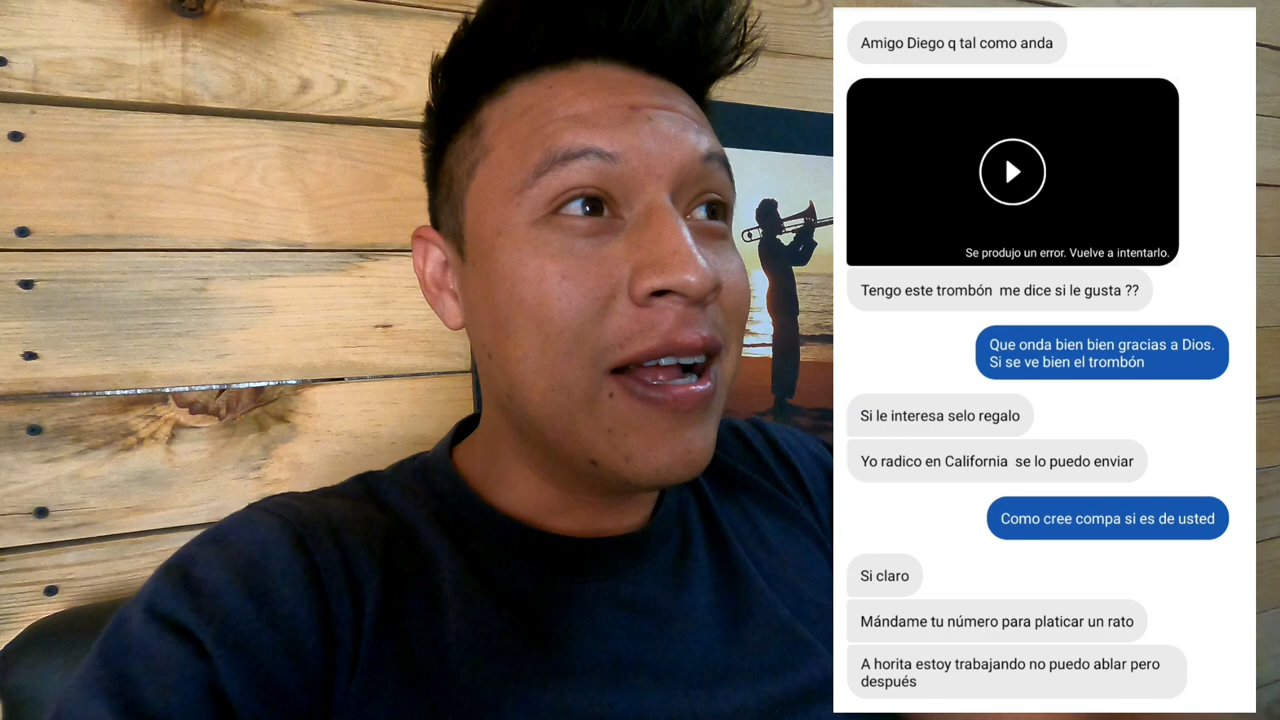 Amigo Diego q tal como anda
Se produjo un error. Vuelve a intentarlo.
Tengo este trombón me dice si le gusta ??
Que onda bien bien gracias a Dios.
Si se ve bien el trombón
Si le interesa selo regalo
Yo radico en California se lo puedo enviar
Como cree compa si es de usted
Si claro
Mándame tu número para platicar un rato
A horita estoy trabajando no puedo ablar pero
después